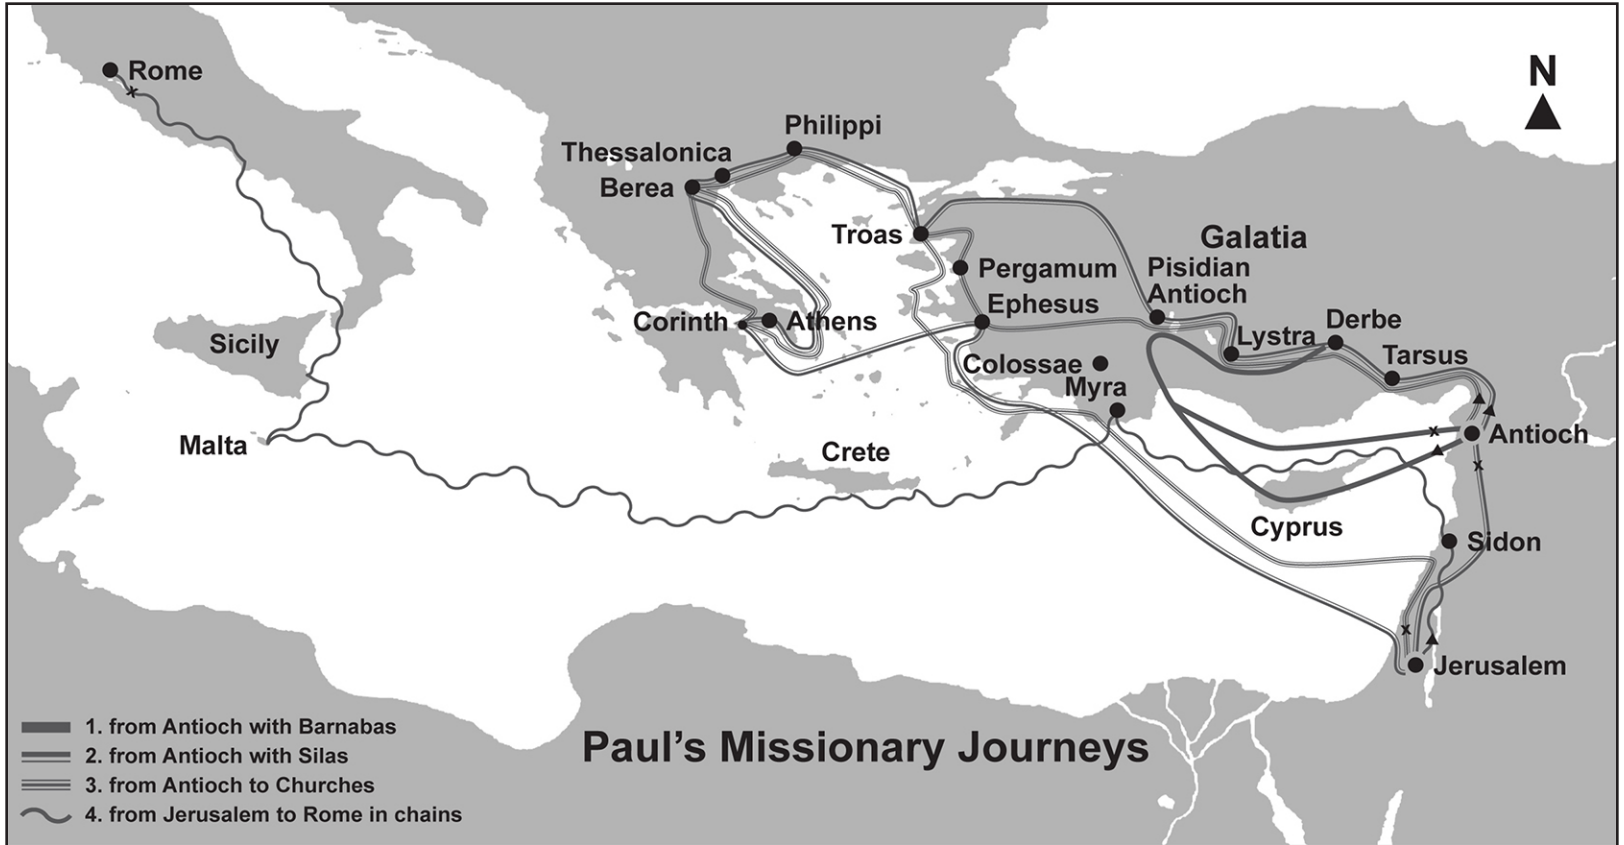 Rome
N
Philippi
Thessalonica
Berea
Troas
Galatia
Pergamum
Pisidian
Antioch
Ephesus
Corinth
Athens
Derbe
Lystra
Sicily
Tarsus
Colossae
Myra
Antioch
Malta
Crete
Cyprus
Sidon
Jerusalem
Paul's Missionary Journeys
1. from Antioch with Barnabas
2. from Antioch with Silas
3. from Antioch to Churches
4. from Jerusalem to Rome in chains